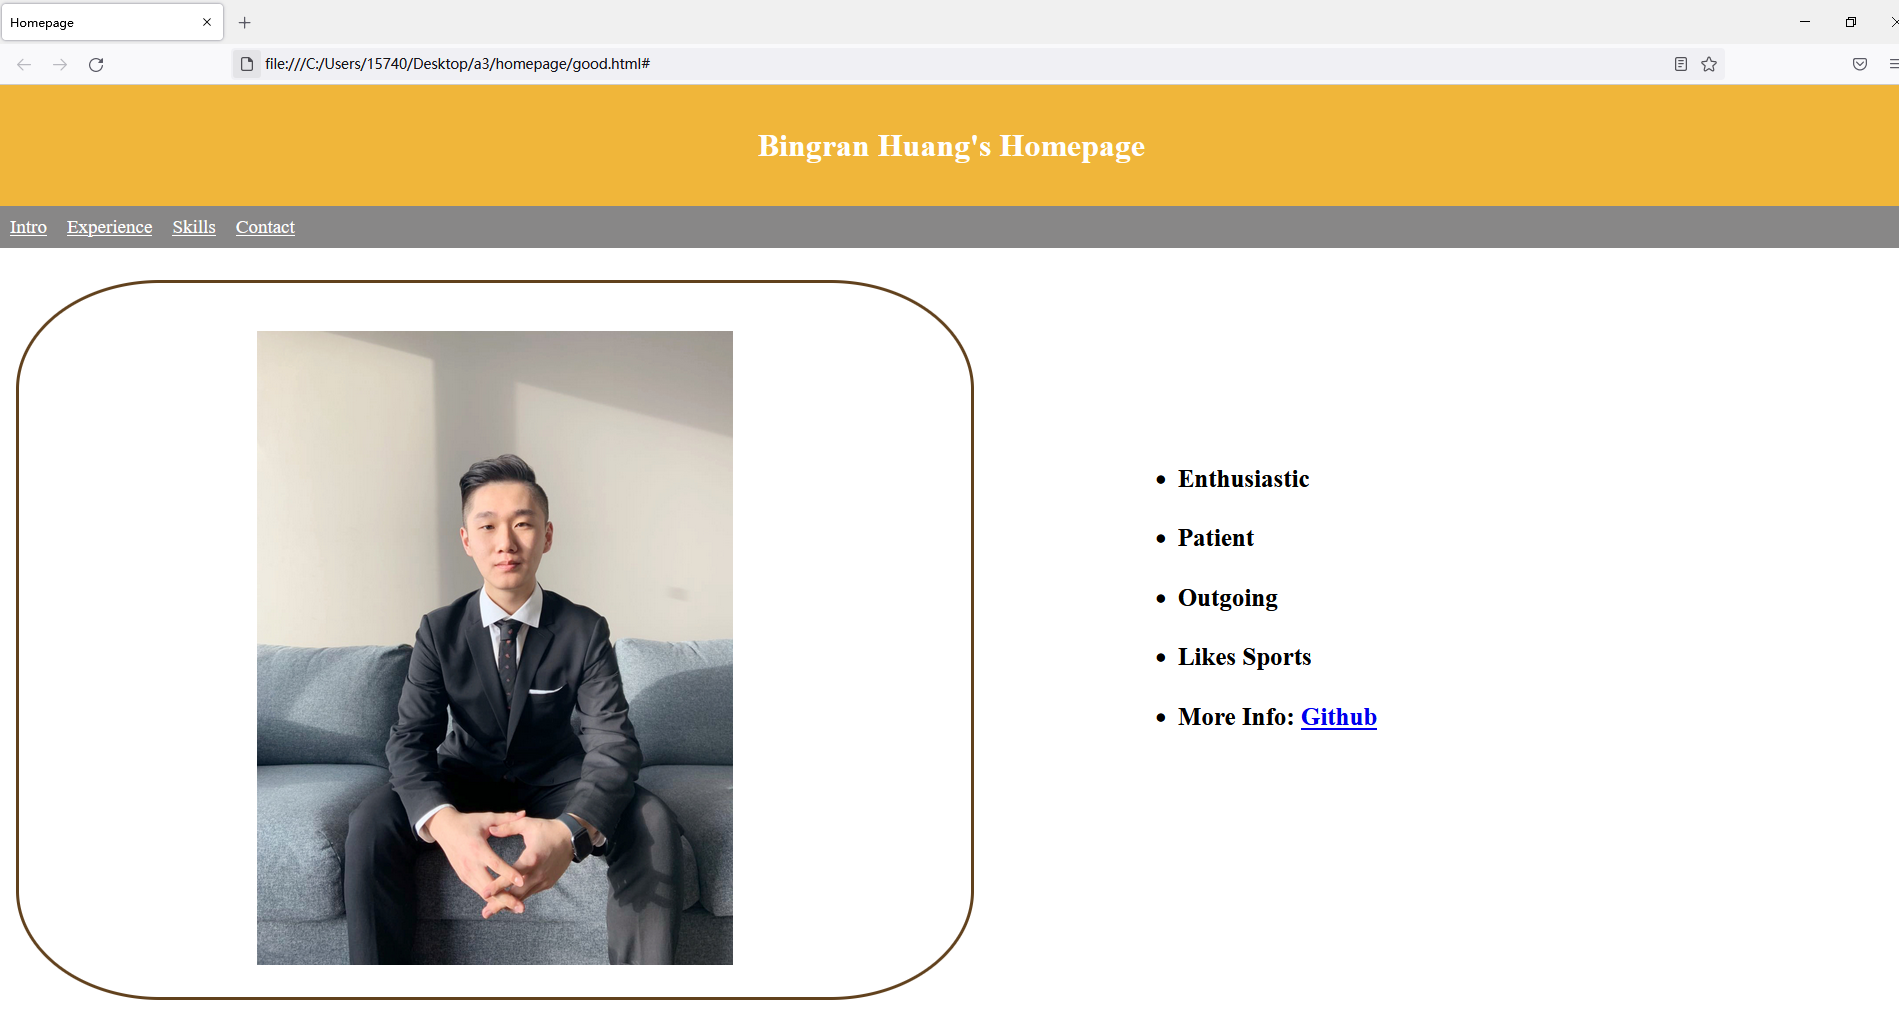 Homepage
file:///C:/Users/15740/Desktop/a3/homepage/good.html#
Bingran Huang's Homepage
Intro Experience Skills Contact
• Enthusiastic
• Patient
• Outgoing
• Likes Sports
• More Info: Github